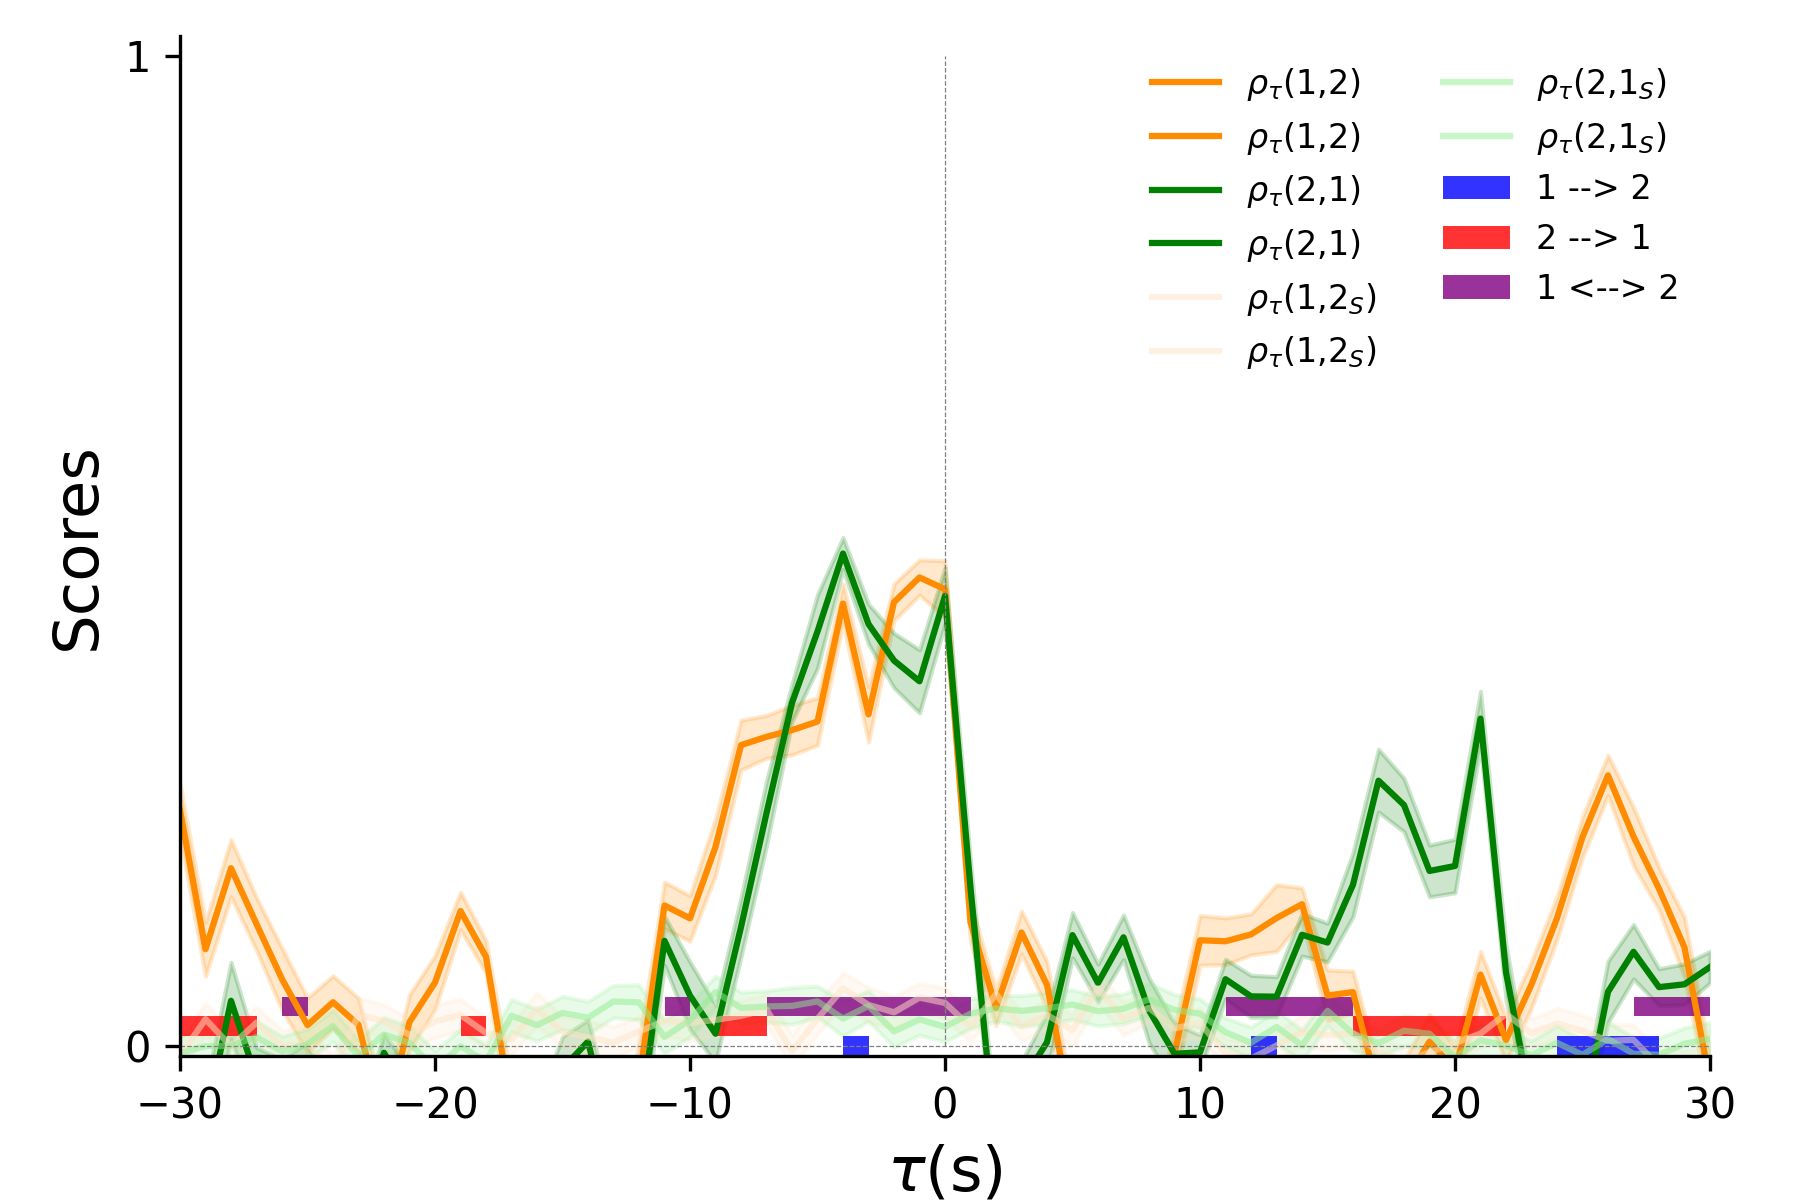 1
0
Scores
−30 −20 −10 0 10 20 30
τ(s)
ρτ(1,2)
ρτ(1,2)
ρτ(2,1)
ρτ(2,1)
ρτ(1,2S)
ρτ(1,2S)
ρτ(2,1S)
ρτ(2,1S)
1 --> 2
2 --> 1
1 <--> 2